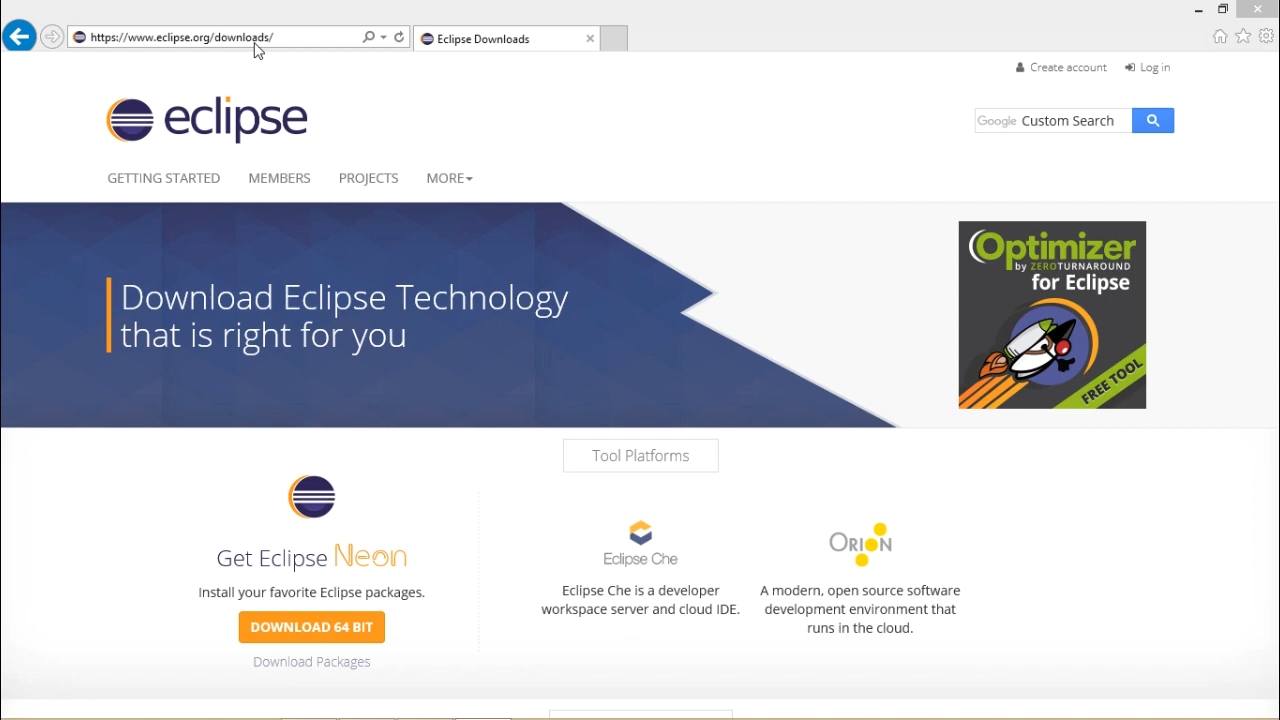 https://www.eclipse.org/downloads/
Eclipse Downloads
Create account
Log in
eclipse
Google Custom Search
GETTING STARTED
MEMBERS
PROJECTS
MORE
Download Eclipse Technology
that is right for you
Optimizer
by ZEROTURNAROUND
for Eclipse
FREE TOOL
Tool Platforms
Get Eclipse Neon
Install your favorite Eclipse packages.
DOWNLOAD 64 BIT
Download Packages
Eclipse Che
Eclipse Che is a developer
workspace server and cloud IDE.
ORION
A modern, open source software
development environment that
runs in the cloud.